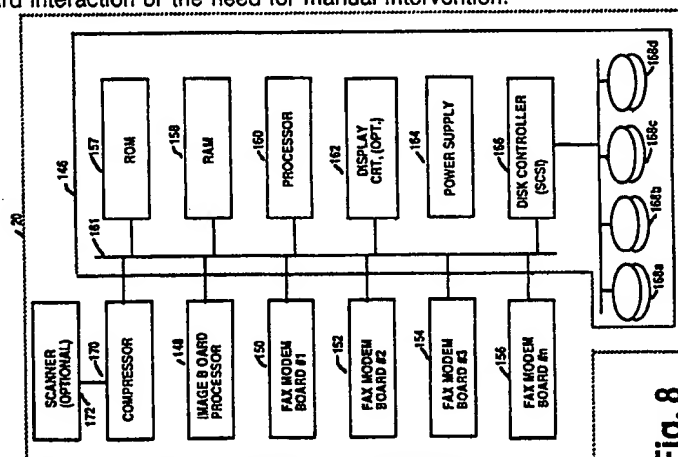 interaction or the need for manual intervention.
20
SCANNER
(OPTIONAL)
172
170
COMPRESSOR
IMAGE B OARD
PROCESSOR
148
FAX MODEM
BOARD #1
150
FAX MODEM
BOARD #2
152
FAX MODEM
BOARD #3
154
FAX MODEM
BOARD #n
156
146
161
157
ROM
158
RAM
160
PROCESSOR
162
DISPLAY
CRT, (OPT.)
164
POWER SUPPLY
166
DISK CONTROLLER
(SCSI)
168a
168b
168c
168d
Fig. 8